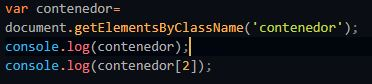 var contenedor=
document.getElementsByClassName('contenedor');
console.log(contenedor);
console.log(contenedor[2]);